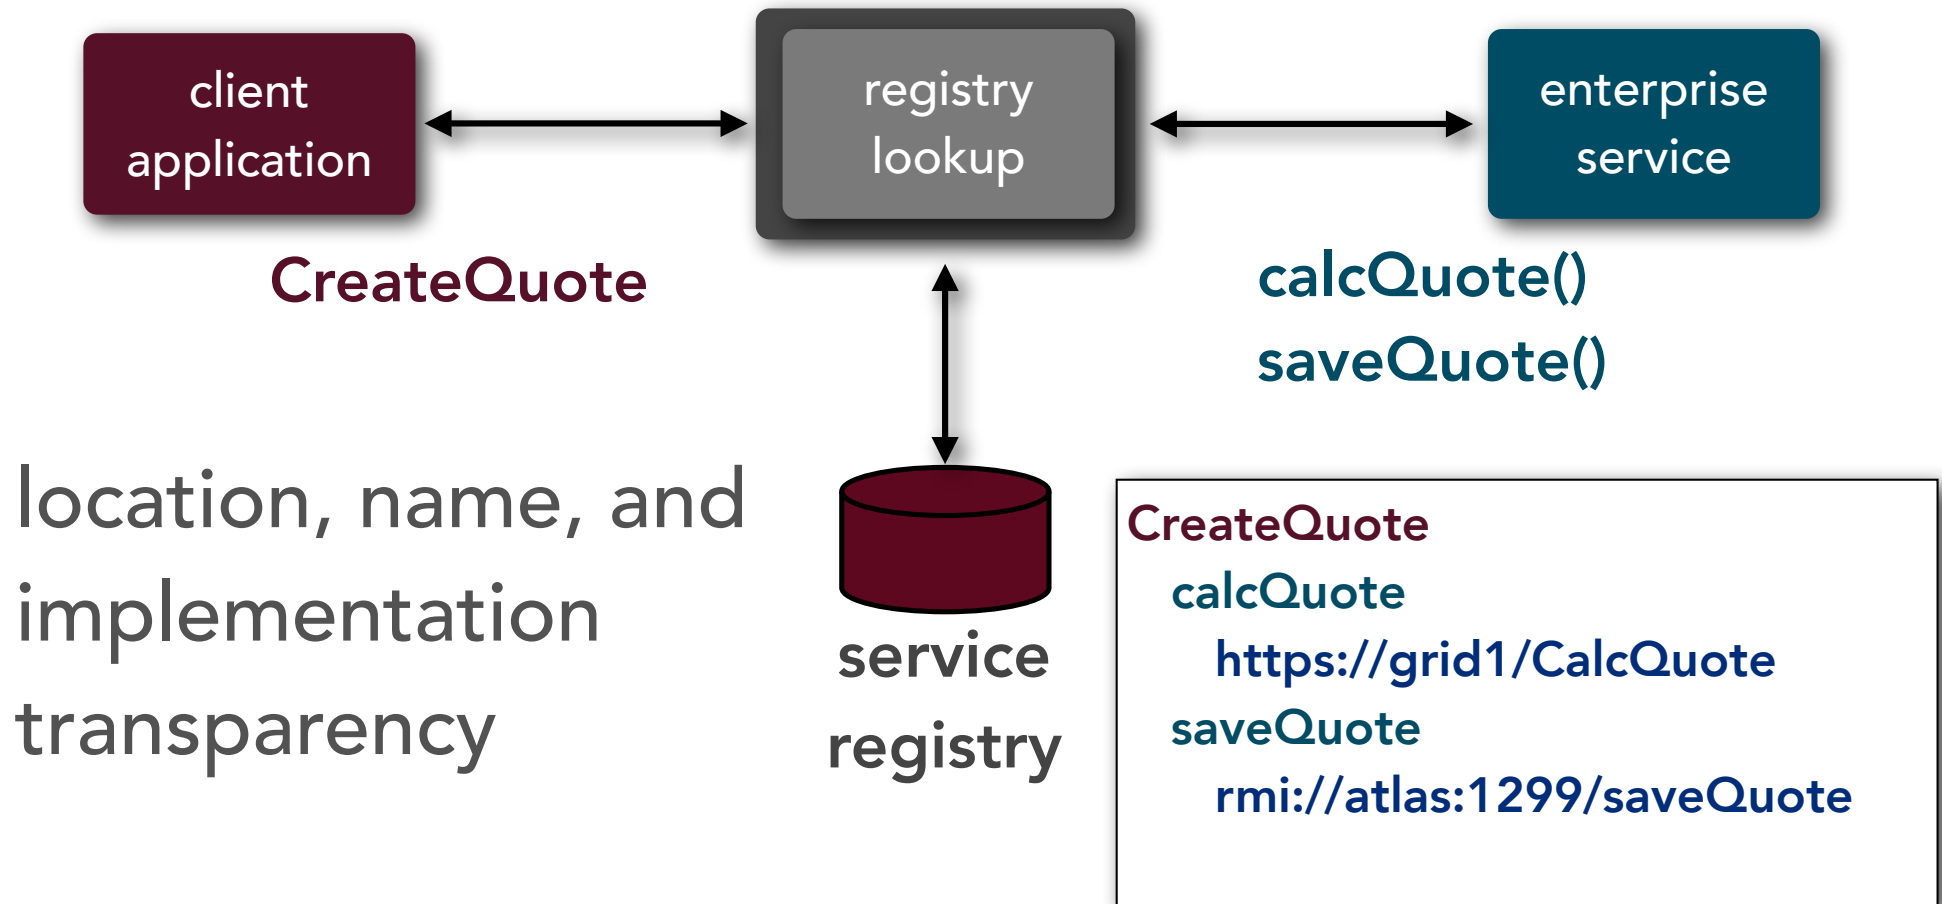 client
application
registry
lookup
enterprise
service
CreateQuote
calcQuote()
saveQuote()
location, name, and
implementation
transparency
service
registry
CreateQuote
calcQuote
https://grid1/CalcQuote
saveQuote
rmi://atlas:1299/saveQuote